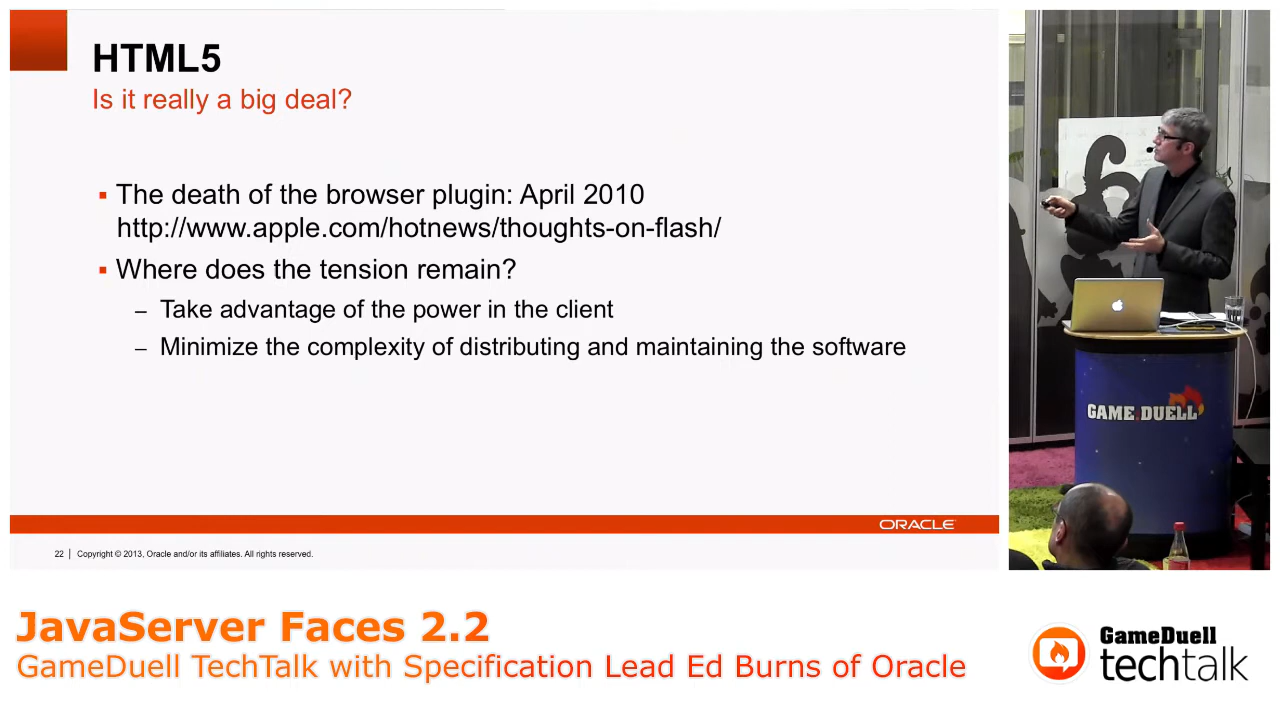 HTML5
Is it really a big deal?
▪ The death of the browser plugin: April 2010
http://www.apple.com/hotnews/thoughts-on-flash/
▪ Where does the tension remain?
– Take advantage of the power in the client
– Minimize the complexity of distributing and maintaining the software
ORACLE
22 | Copyright © 2013, Oracle and/or its affiliates. All rights reserved.
GAME DUELL
JavaServer Faces 2.2
GameDuell TechTalk with Specification Lead Ed Burns of Oracle
GameDuell
techtalk